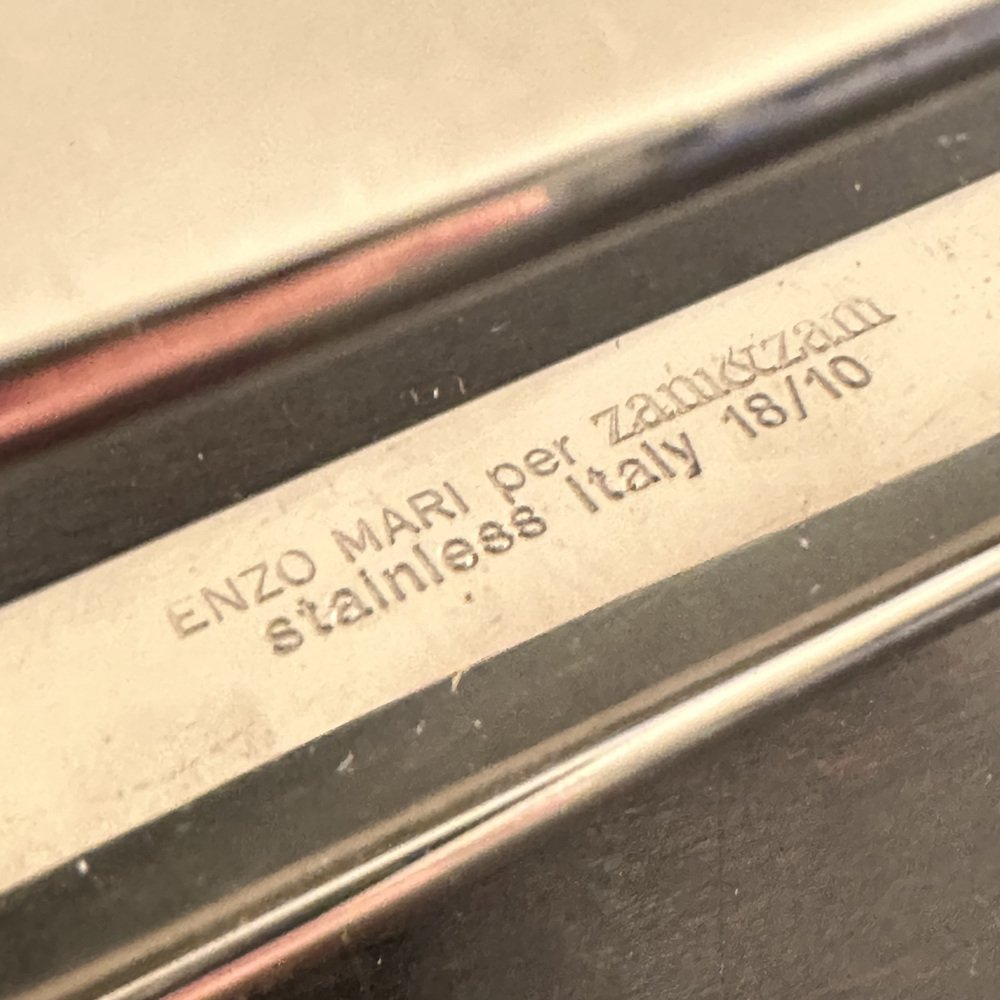 ENZO MARI per zani&zani
stainless Italy 18/10